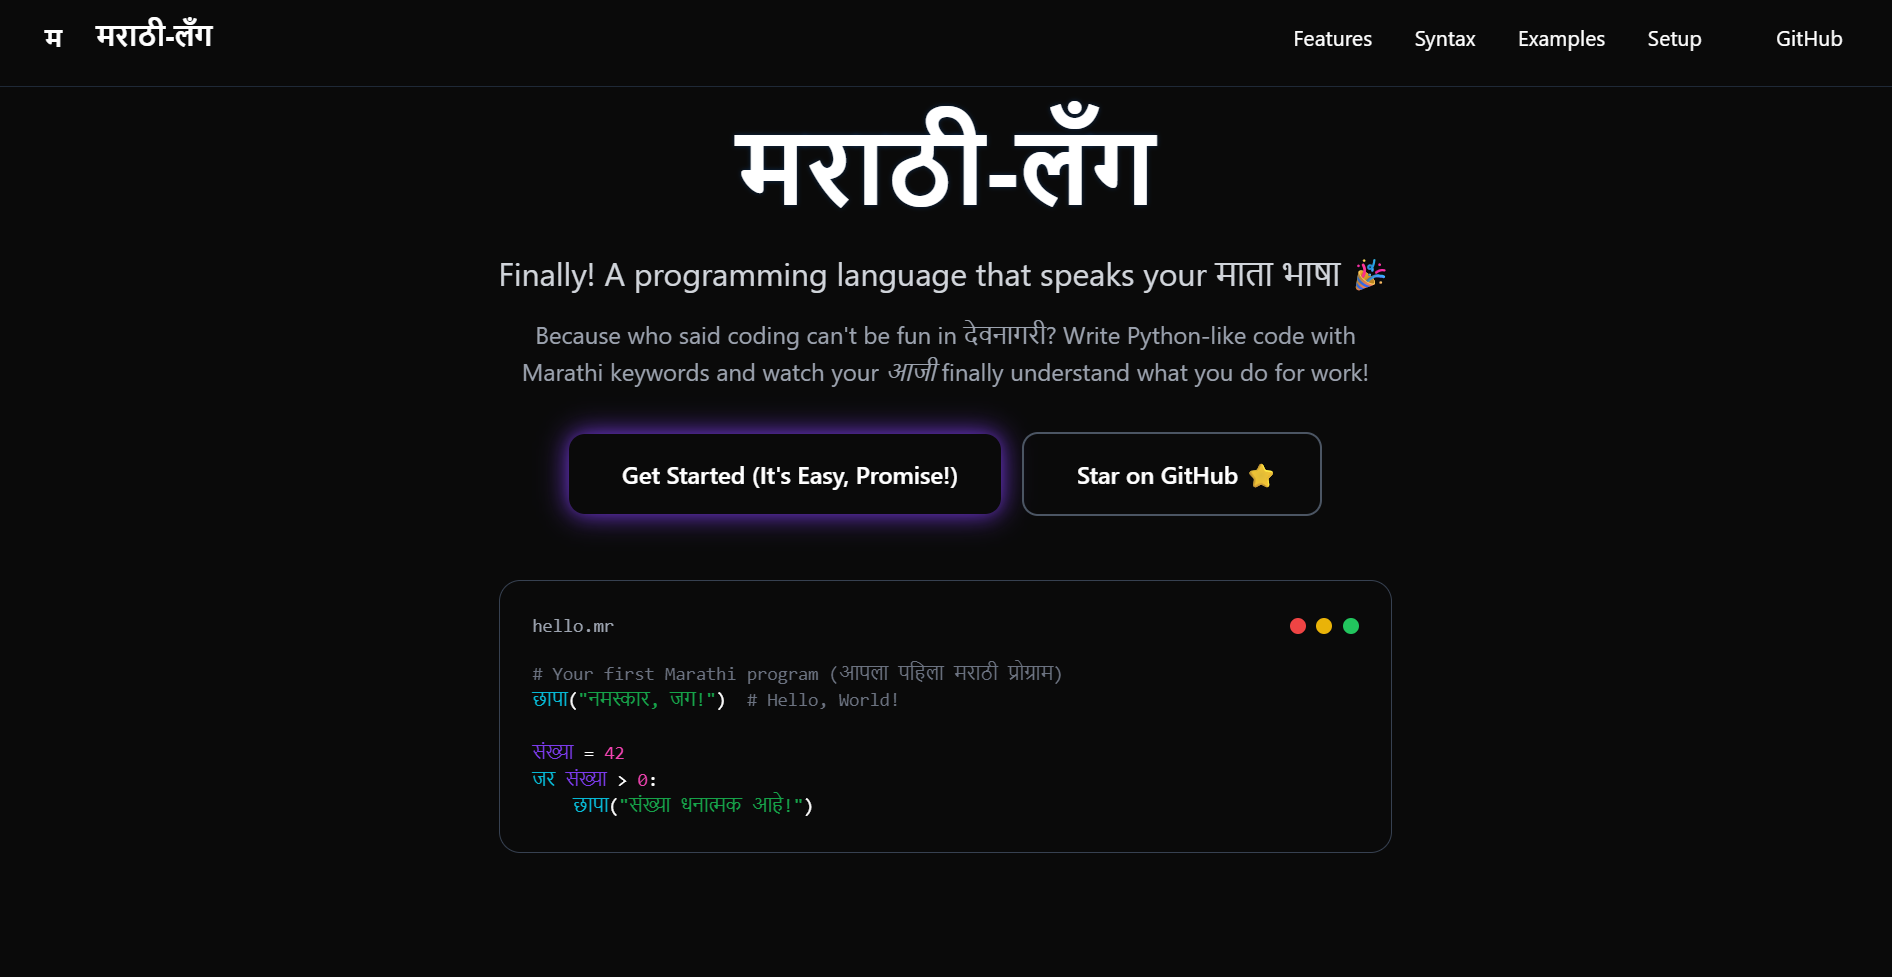 म मराठी-लँग Features Syntax Examples Setup GitHub
मराठी-लँग
Finally! A programming language that speaks your माता भाषा 🎉
Because who said coding can't be fun in देवनागरी? Write Python-like code with
Marathi keywords and watch your आजी finally understand what you do for work!
Get Started (It's Easy, Promise!) Star on GitHub ⭐
hello.mr
# Your first Marathi program (आपला पहिला मराठी प्रोग्राम)
छापा("नमस्कार, जग!")  # Hello, World!
संख्या = 42
जर संख्या > 0:
    छापा("संख्या धनात्मक आहे!")